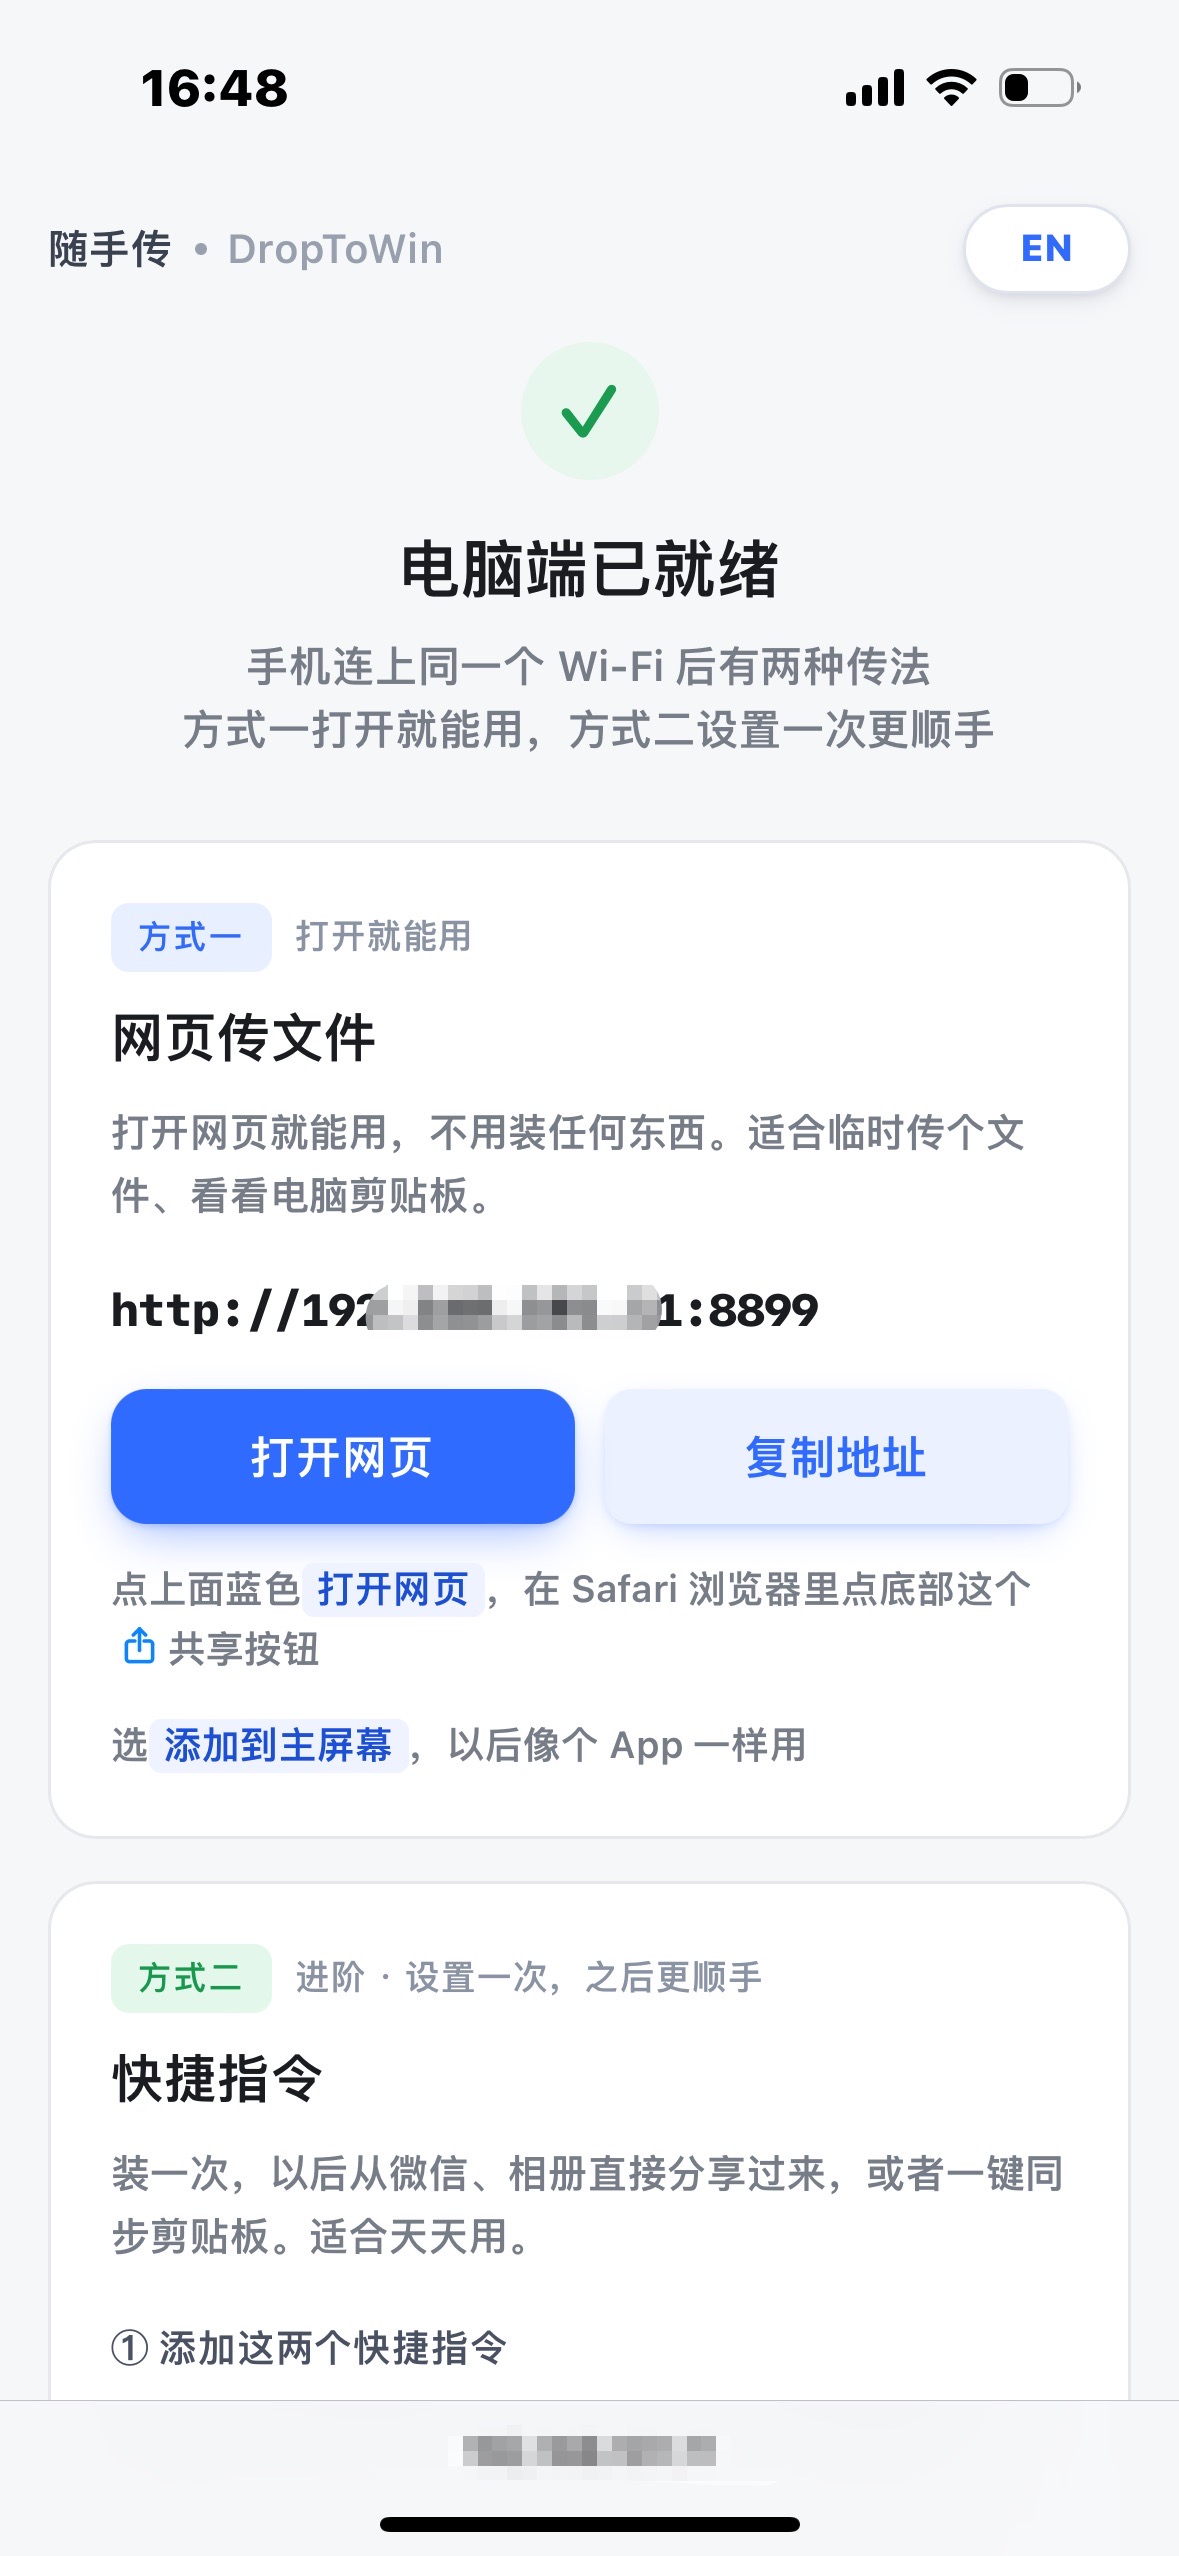 16:48
随手传 • DropToWin
EN
电脑端已就绪
手机连上同一个 Wi-Fi 后有两种传法
方式一打开就能用，方式二设置一次更顺手
方式一 打开就能用
网页传文件
打开网页就能用，不用装任何东西。适合临时传个文
件、看看电脑剪贴板。
http://192 1:8899
打开网页
复制地址
点上面蓝色 打开网页 ，在 Safari 浏览器里点底部这个
共享按钮
选 添加到主屏幕 ，以后像个 App 一样用
方式二 进阶 · 设置一次，之后更顺手
快捷指令
装一次，以后从微信、相册直接分享过来，或者一键同
步剪贴板。适合天天用。
① 添加这两个快捷指令